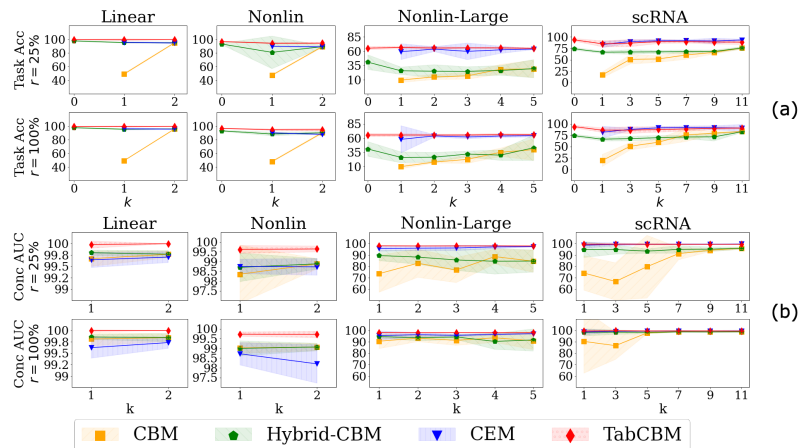 Linear Nonlin Nonlin-Large scRNA
Task Acc
r = 25%
100
80
60
40
0 1 2
100
80
60
40
0 1 2
85
60
35
10
0 1 2 3 4 5
100
75
50
25
0
0 1 3 5 7 9 11
(a)
Task Acc
r = 100%
100
80
60
40
0 1 2
100
80
60
40
0 1 2
85
60
35
10
0 1 2 3 4 5
100
75
50
25
0
0 1 3 5 7 9 11
k k k k
Linear Nonlin Nonlin-Large scRNA
Conc AUC
r = 25%
100
99.8
99.5
99.2
99
1 2
100.0
99.5
99
98.5
98
97.5
1 2
100
90
80
70
60
1 2 3 4 5
100
90
80
70
60
1 3 5 7 9 11
(b)
Conc AUC
r = 100%
100
99.8
99.5
99.2
99
1 2
100.0
99.5
99
98.5
98
97.5
1 2
100
90
80
70
60
1 2 3 4 5
100
90
80
70
60
1 3 5 7 9 11
k k k k
CBM Hybrid-CBM CEM TabCBM